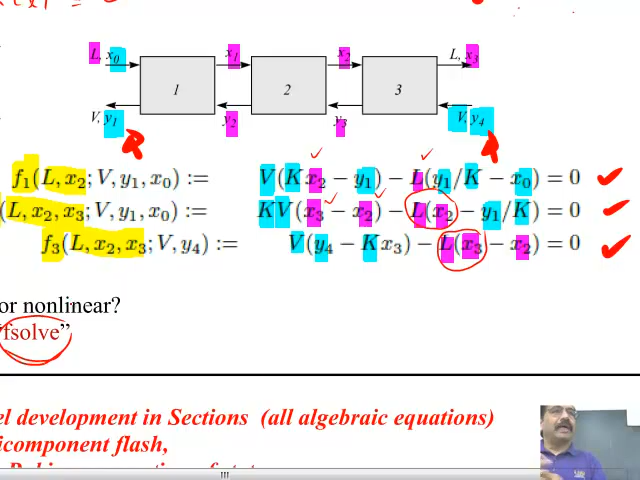 L, x₀ x₁ x₂ L, x₃
1 2 3
V, y₁ y₂ y₃ V, y₄
f₁(L, x₂; V, y₁, x₀) := V(Kx₂ − y₁) − L(y₁/K − x₀) = 0 ✓
(L, x₂, x₃; V, y₁, x₀) := KV(x₃ − x₂) − L(x₂ − y₁/K) = 0 ✓
f₃(L, x₂, x₃; V, y₄) := V(y₄ − Kx₃) − L(x₃ − x₂) = 0 ✓
or nonlinear?
fsolve”
el development in Sections (all algebraic equations)
icomponent flash,